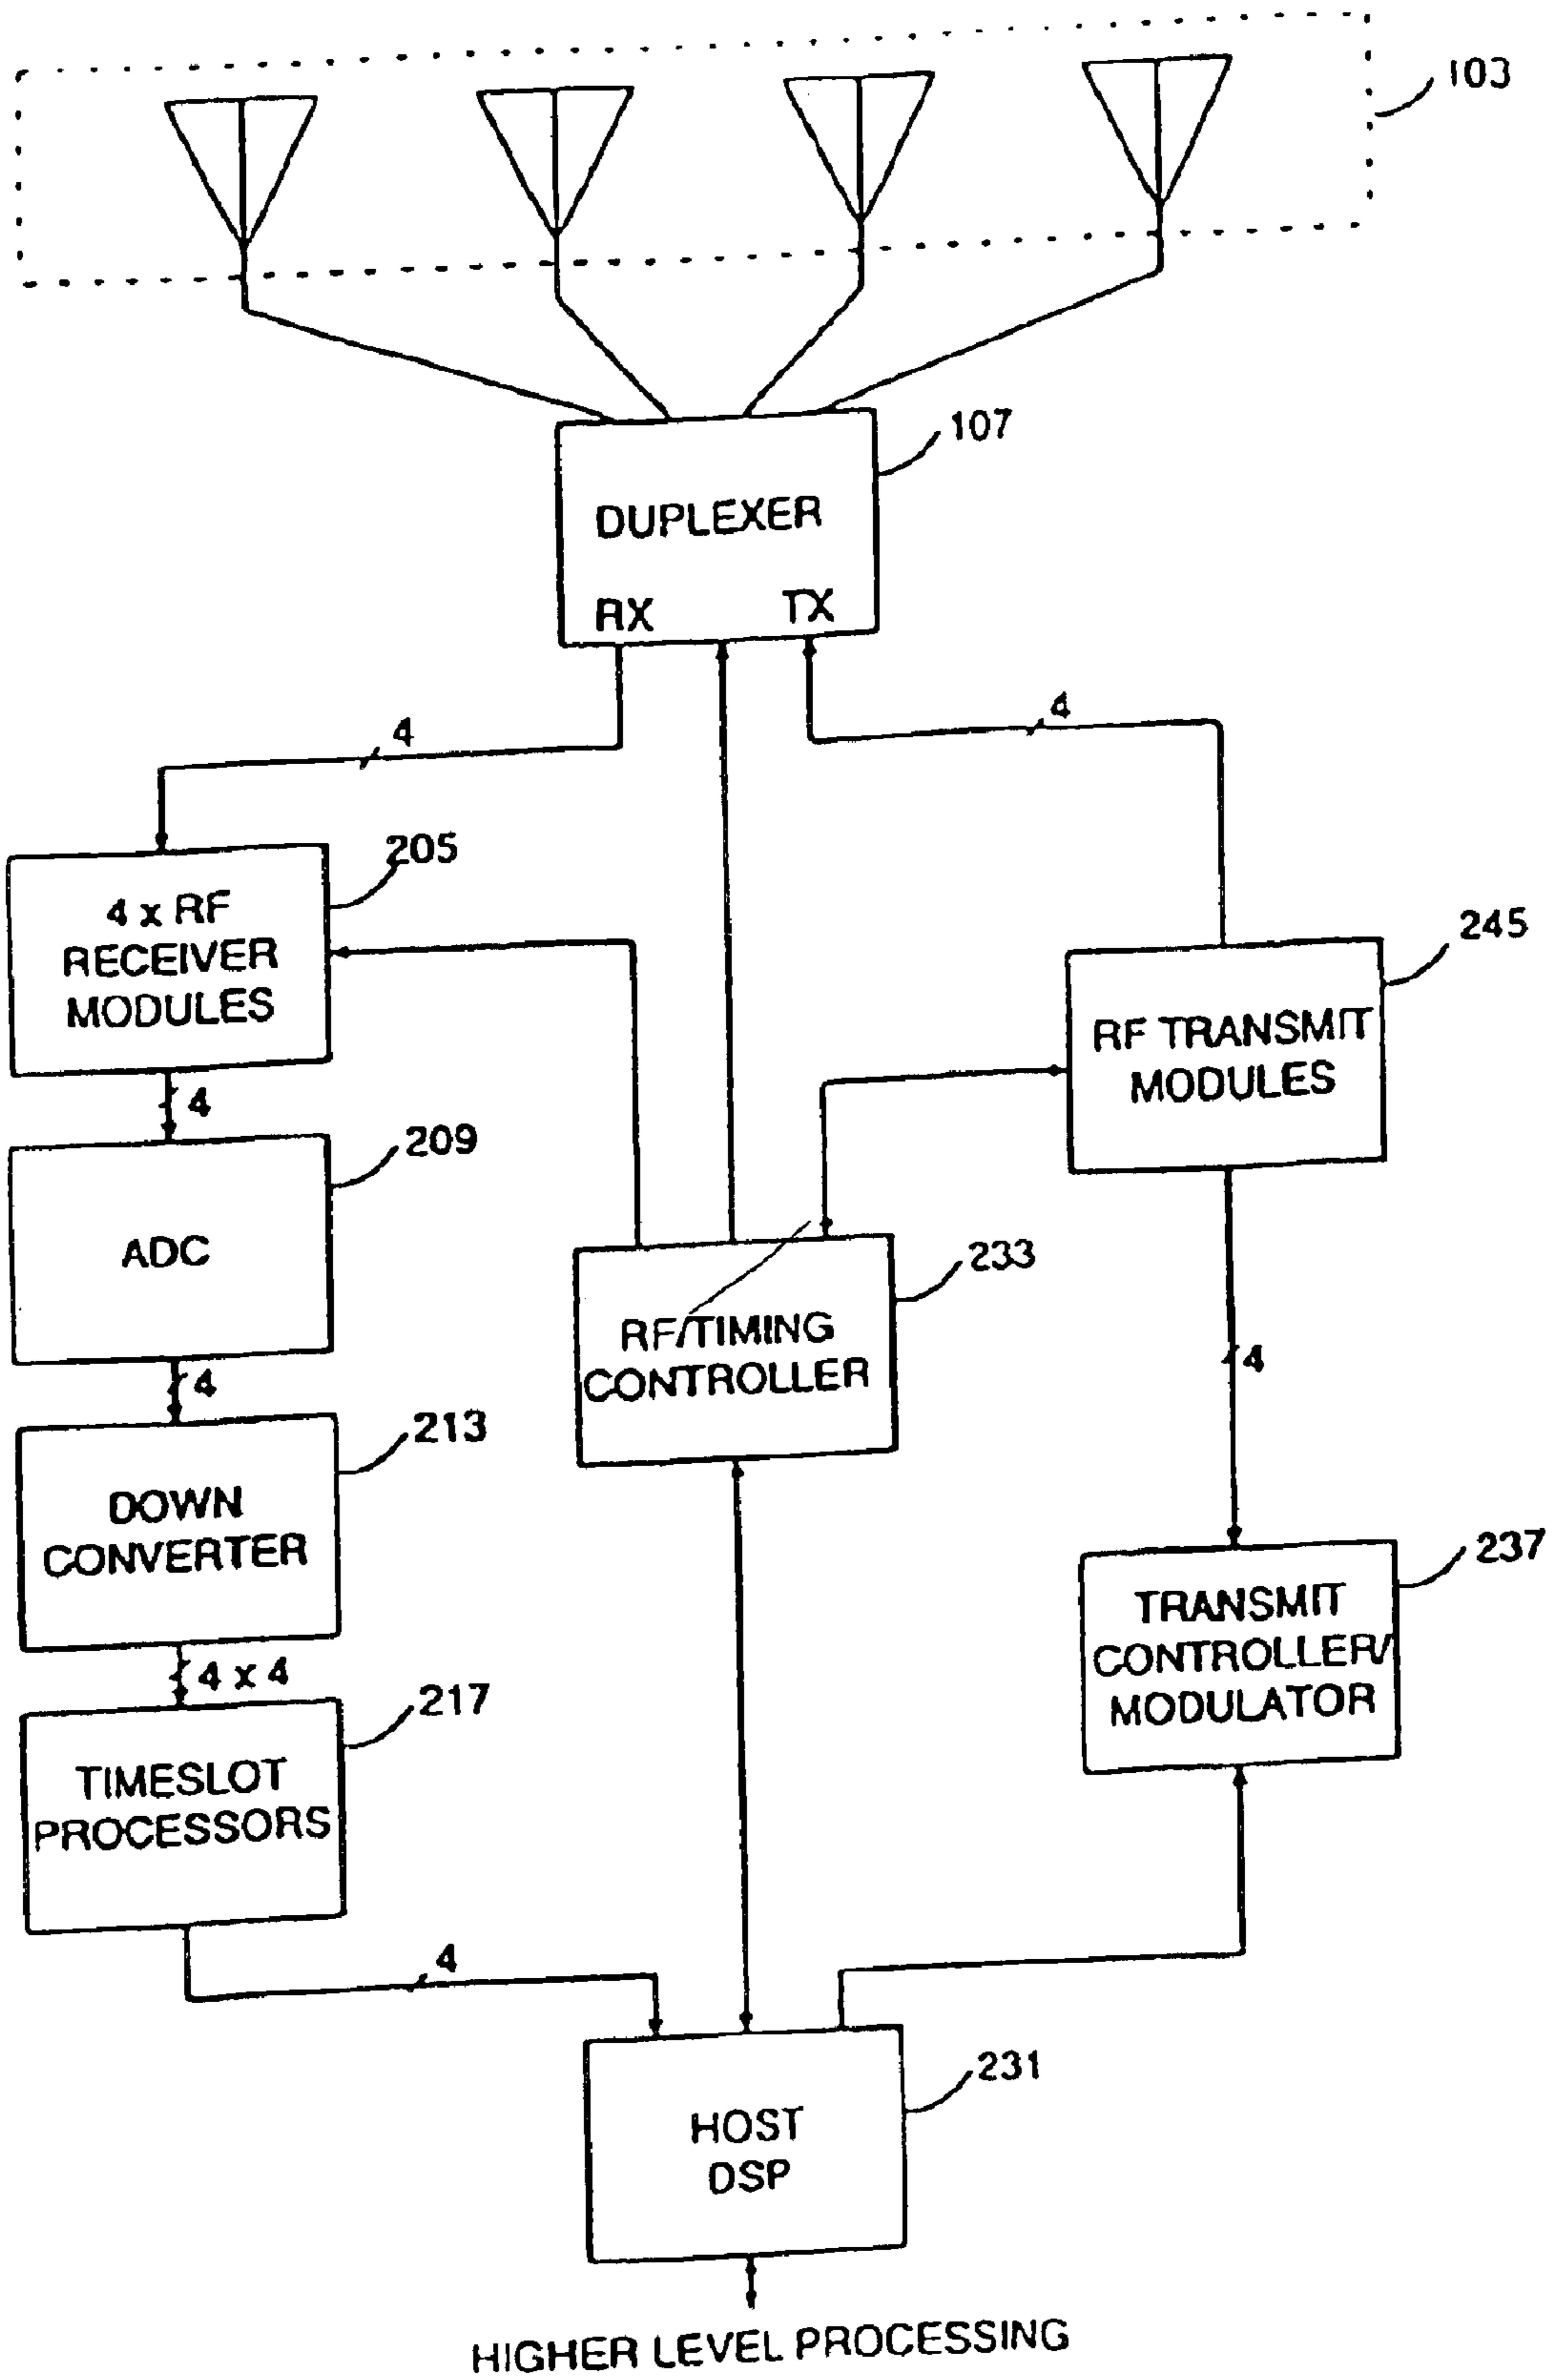 103
107
DUPLEXER
RX
TX
4
4
205
4 x RF
RECEIVER
MODULES
245
RF TRANSMIT
MODULES
4
209
ADC
233
RF/TIMING
CONTROLLER
4
4
213
DOWN
CONVERTER
237
TRANSMIT
CONTROLLER/
MODULATOR
4 x 4
217
TIMESLOT
PROCESSORS
4
231
HOST
DSP
HIGHER LEVEL PROCESSING